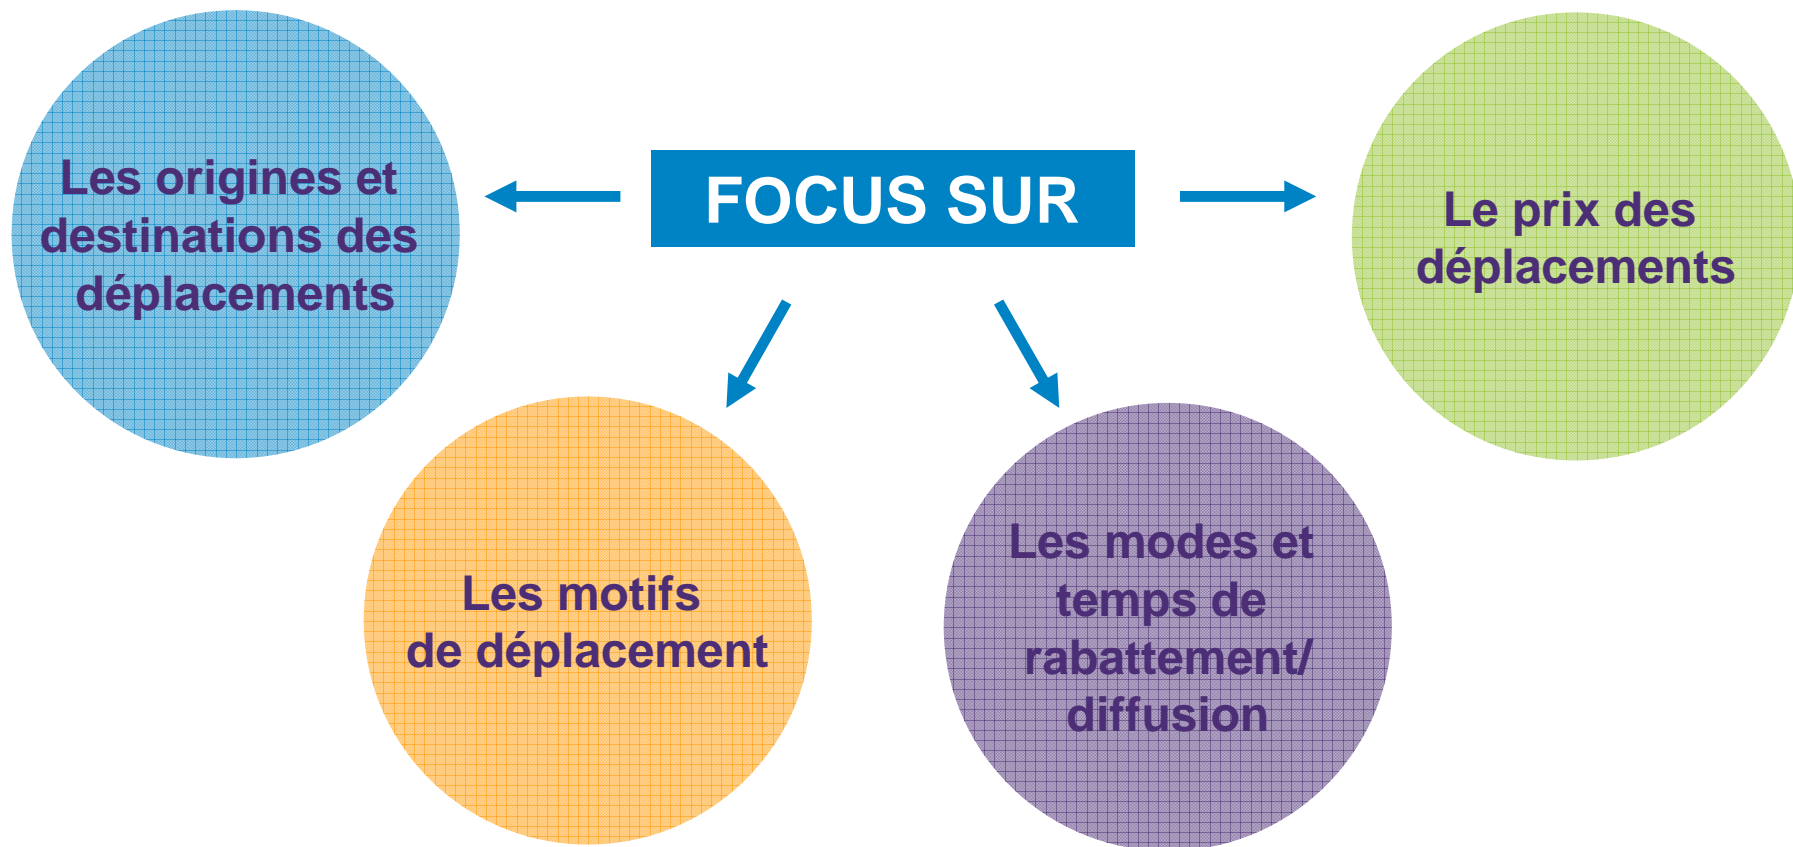 FOCUS SUR
Les origines et
destinations des
déplacements
Les motifs
de déplacement
Les modes et
temps de
rabattement/
diffusion
Le prix des
déplacements